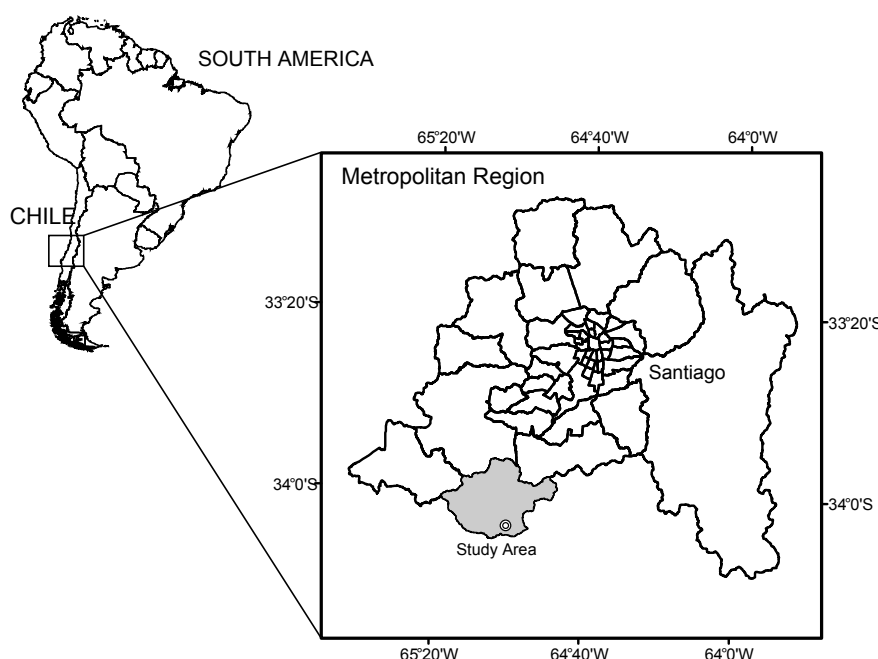 SOUTH AMERICA
CHILE
65°20'W
64°40'W
64°0'W
Metropolitan Region
33°20'S
33°20'S
Santiago
34°0'S
34°0'S
Study Area
65°20'W
64°40'W
64°0'W